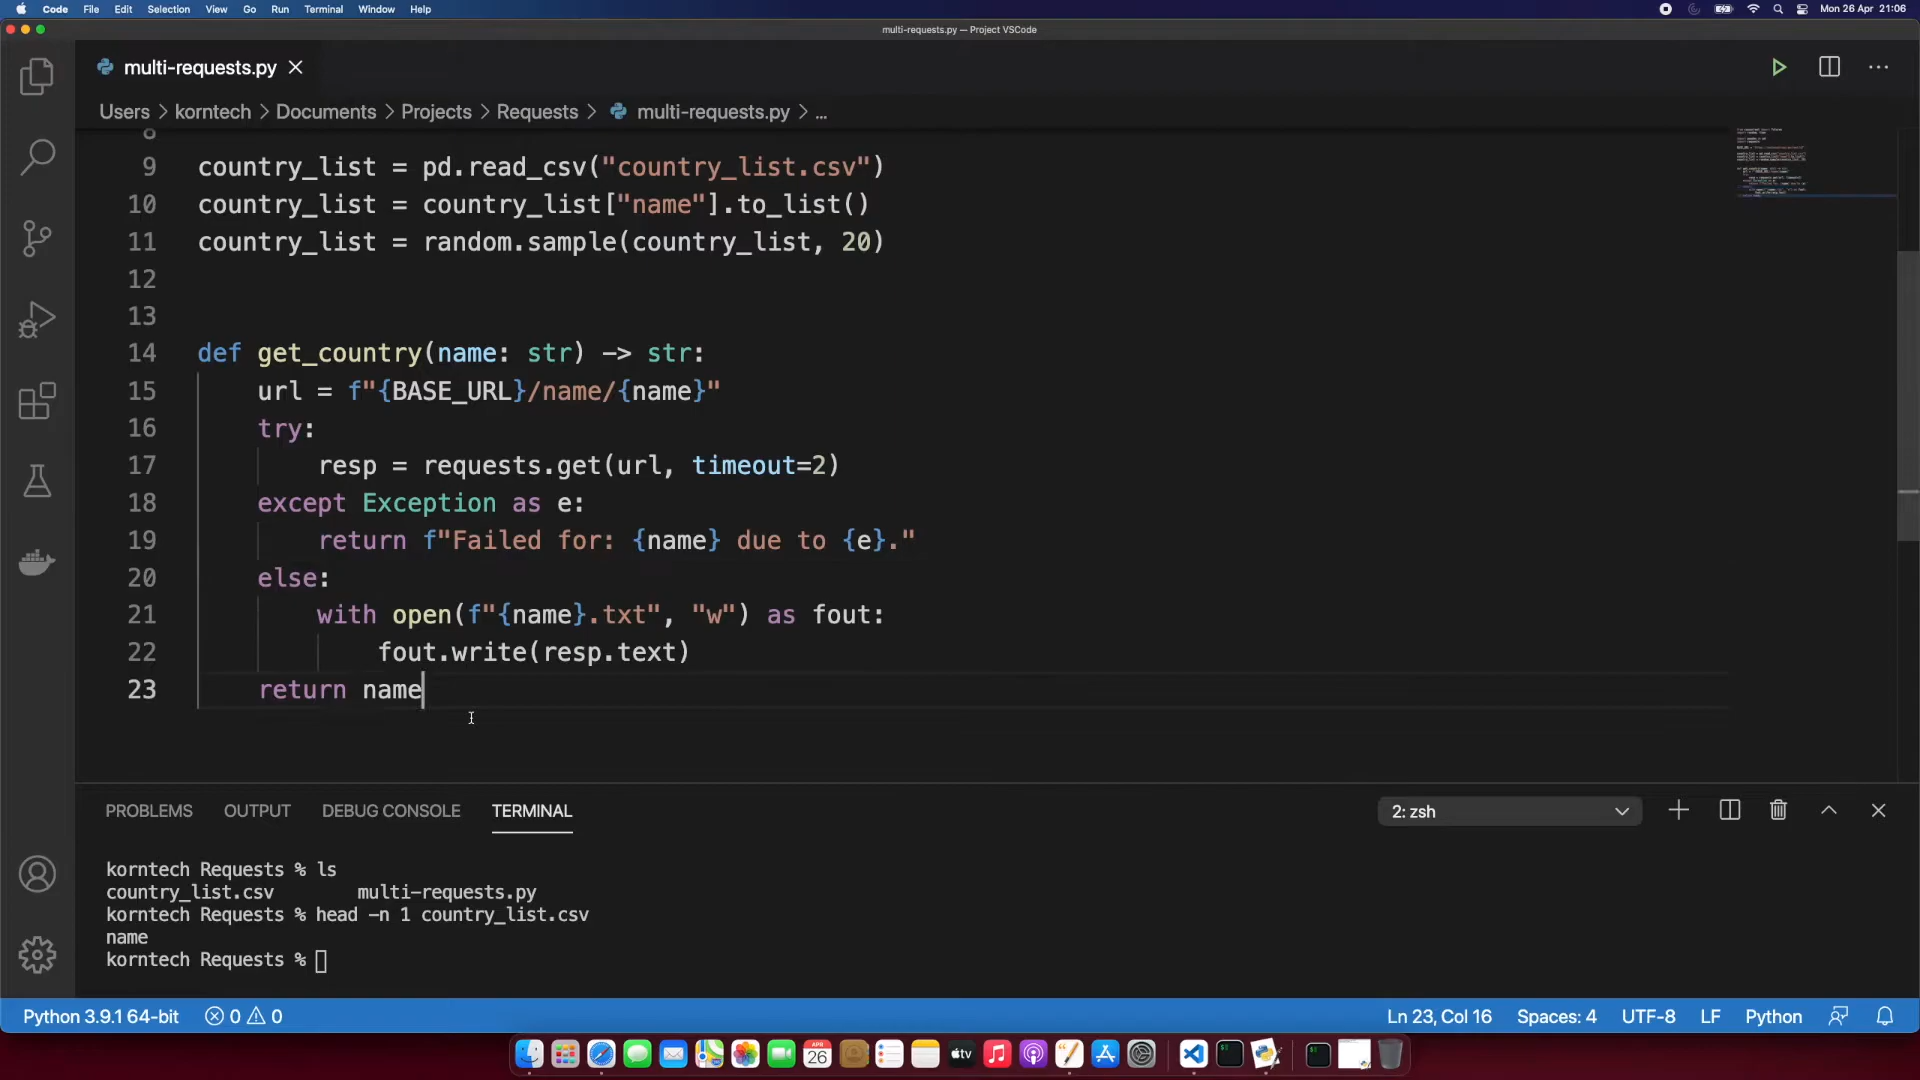 Code File Edit Selection View Go Run Terminal Window Help Mon 26 Apr 21:06
multi-requests.py — Project VSCode
multi-requests.py
Users > korntech > Documents > Projects > Requests > multi-requests.py > ...
8
9 country_list = pd.read_csv("country_list.csv")
10 country_list = country_list["name"].to_list()
11 country_list = random.sample(country_list, 20)
12
13
14 def get_country(name: str) -> str:
15 url = f"{BASE_URL}/name/{name}"
16 try:
17 resp = requests.get(url, timeout=2)
18 except Exception as e:
19 return f"Failed for: {name} due to {e}."
20 else:
21 with open(f"{name}.txt", "w") as fout:
22 fout.write(resp.text)
23 return name
PROBLEMS OUTPUT DEBUG CONSOLE TERMINAL 2: zsh
korntech Requests % ls
country_list.csv multi-requests.py
korntech Requests % head -n 1 country_list.csv
name
korntech Requests %
Python 3.9.1 64-bit 0 0 Ln 23, Col 16 Spaces: 4 UTF-8 LF Python
APR
26
tv